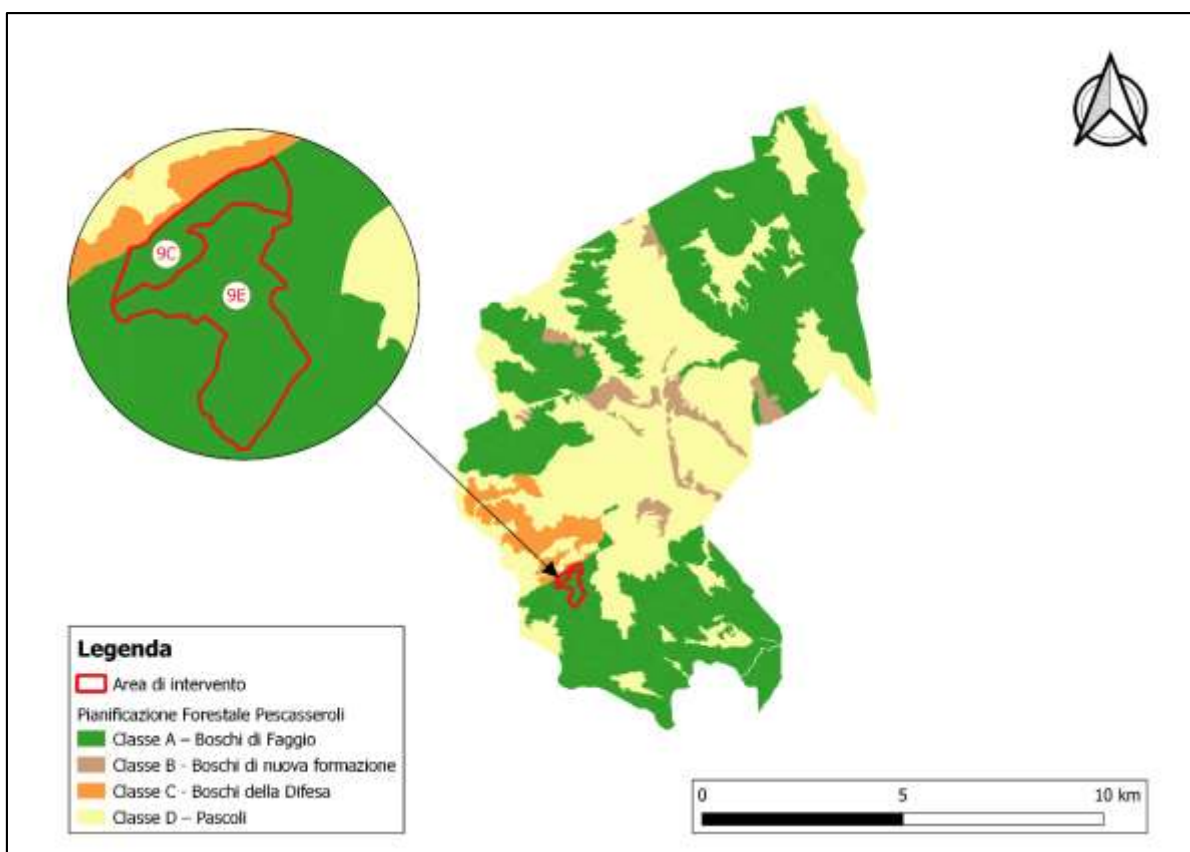 9C
9E
Legenda
Area di intervento
Pianificazione Forestale Pescasseroli
Classe A – Boschi di Faggio
Classe B - Boschi di nuova formazione
Classe C - Boschi della Difesa
Classe D – Pascoli
0 5 10 km